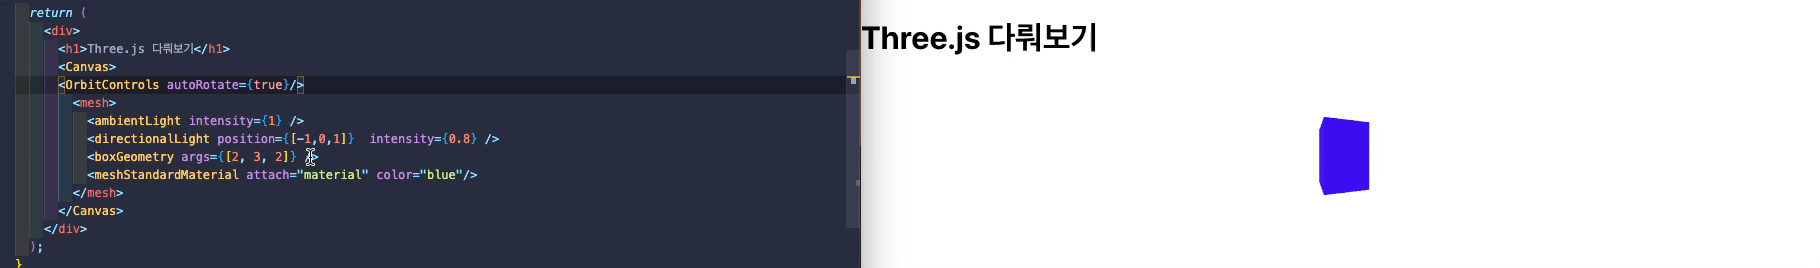 return (
<div>
<h1>Three.js 다뤄보기</h1>
<Canvas>
<OrbitControls autoRotate={true}/>
<mesh>
<ambientLight intensity={1} />
<directionalLight position={[-1,0,1]}  intensity={0.8} />
<boxGeometry args={[2, 3, 2]} />
<meshStandardMaterial attach="material" color="blue"/>
</mesh>
</Canvas>
</div>
);
}
Three.js 다뤄보기